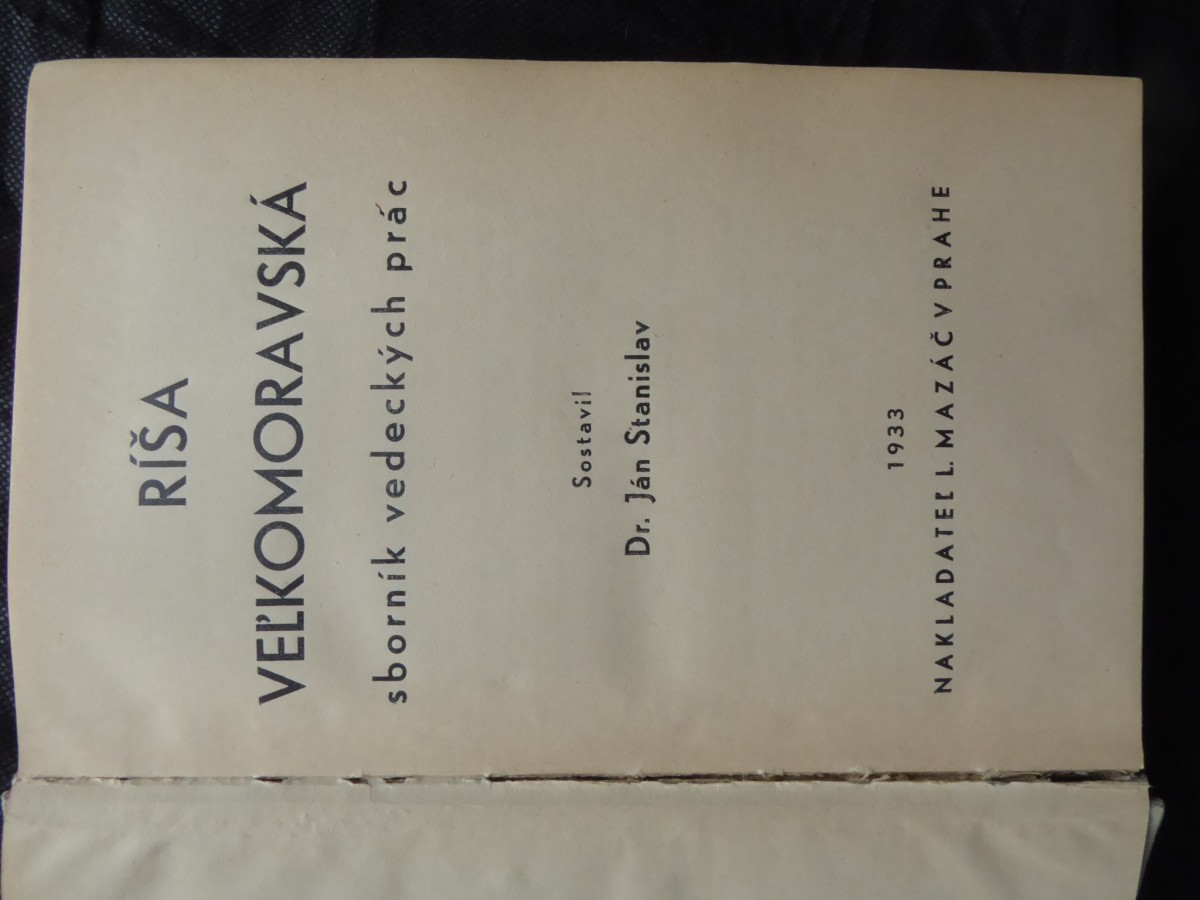 RÍŠA
VEĽKOMORAVSKÁ
sborník vedeckých prác
Sostavil
Dr. Ján Stanislav
1933
NAKLADATEĽ L. MAZÁČ V PRAHE